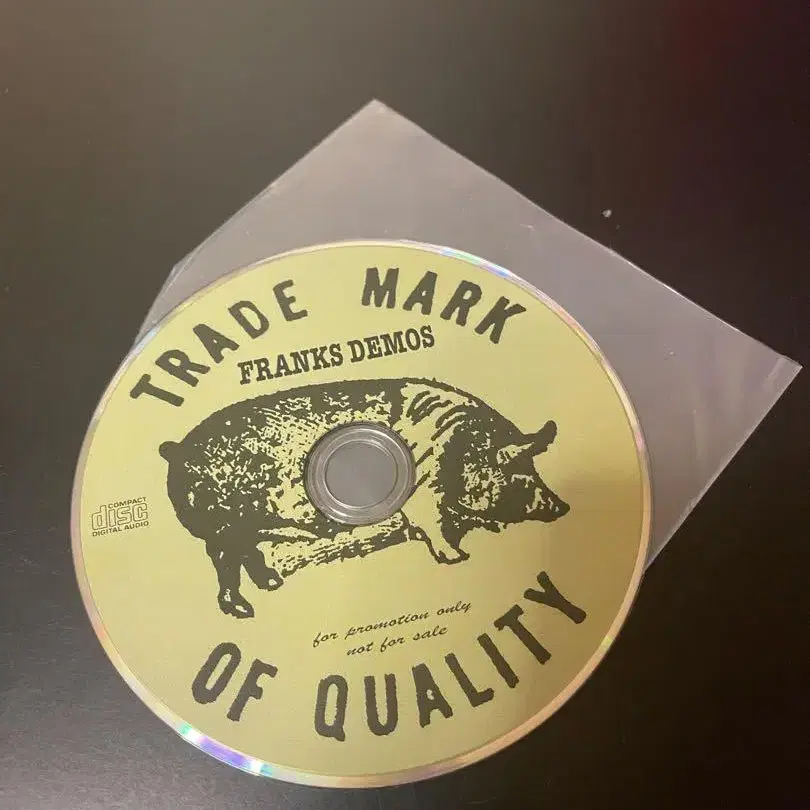 TRADE MARK
FRANKS DEMOS
COMPACT
disc
DIGITAL AUDIO
for promotion only
not for sale
OF QUALITY